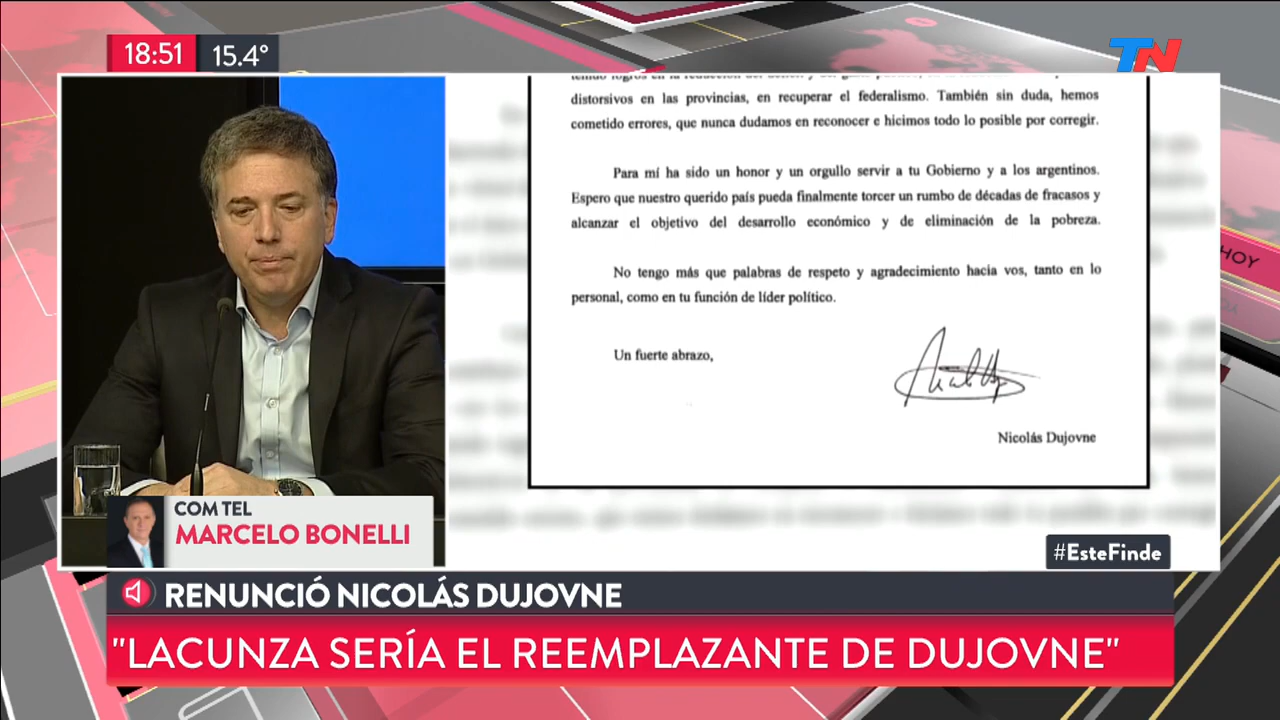 18:51 15.4°
TN
distorsivos en las provincias, en recuperar el federalismo. También sin duda, hemos
cometido errores, que nunca dudamos en reconocer e hicimos todo lo posible por corregir.
Para mí ha sido un honor y un orgullo servir a tu Gobierno y a los argentinos.
Espero que nuestro querido país pueda finalmente torcer un rumbo de décadas de fracasos y
alcanzar el objetivo del desarrollo económico y de eliminación de la pobreza.
HOY
No tengo más que palabras de respeto y agradecimiento hacia vos, tanto en lo
personal, como en tu función de líder político.
Un fuerte abrazo,
Nicolás Dujovne
COM TEL
MARCELO BONELLI
#EsteFinde
RENUNCIÓ NICOLÁS DUJOVNE
"LACUNZA SERÍA EL REEMPLAZANTE DE DUJOVNE"